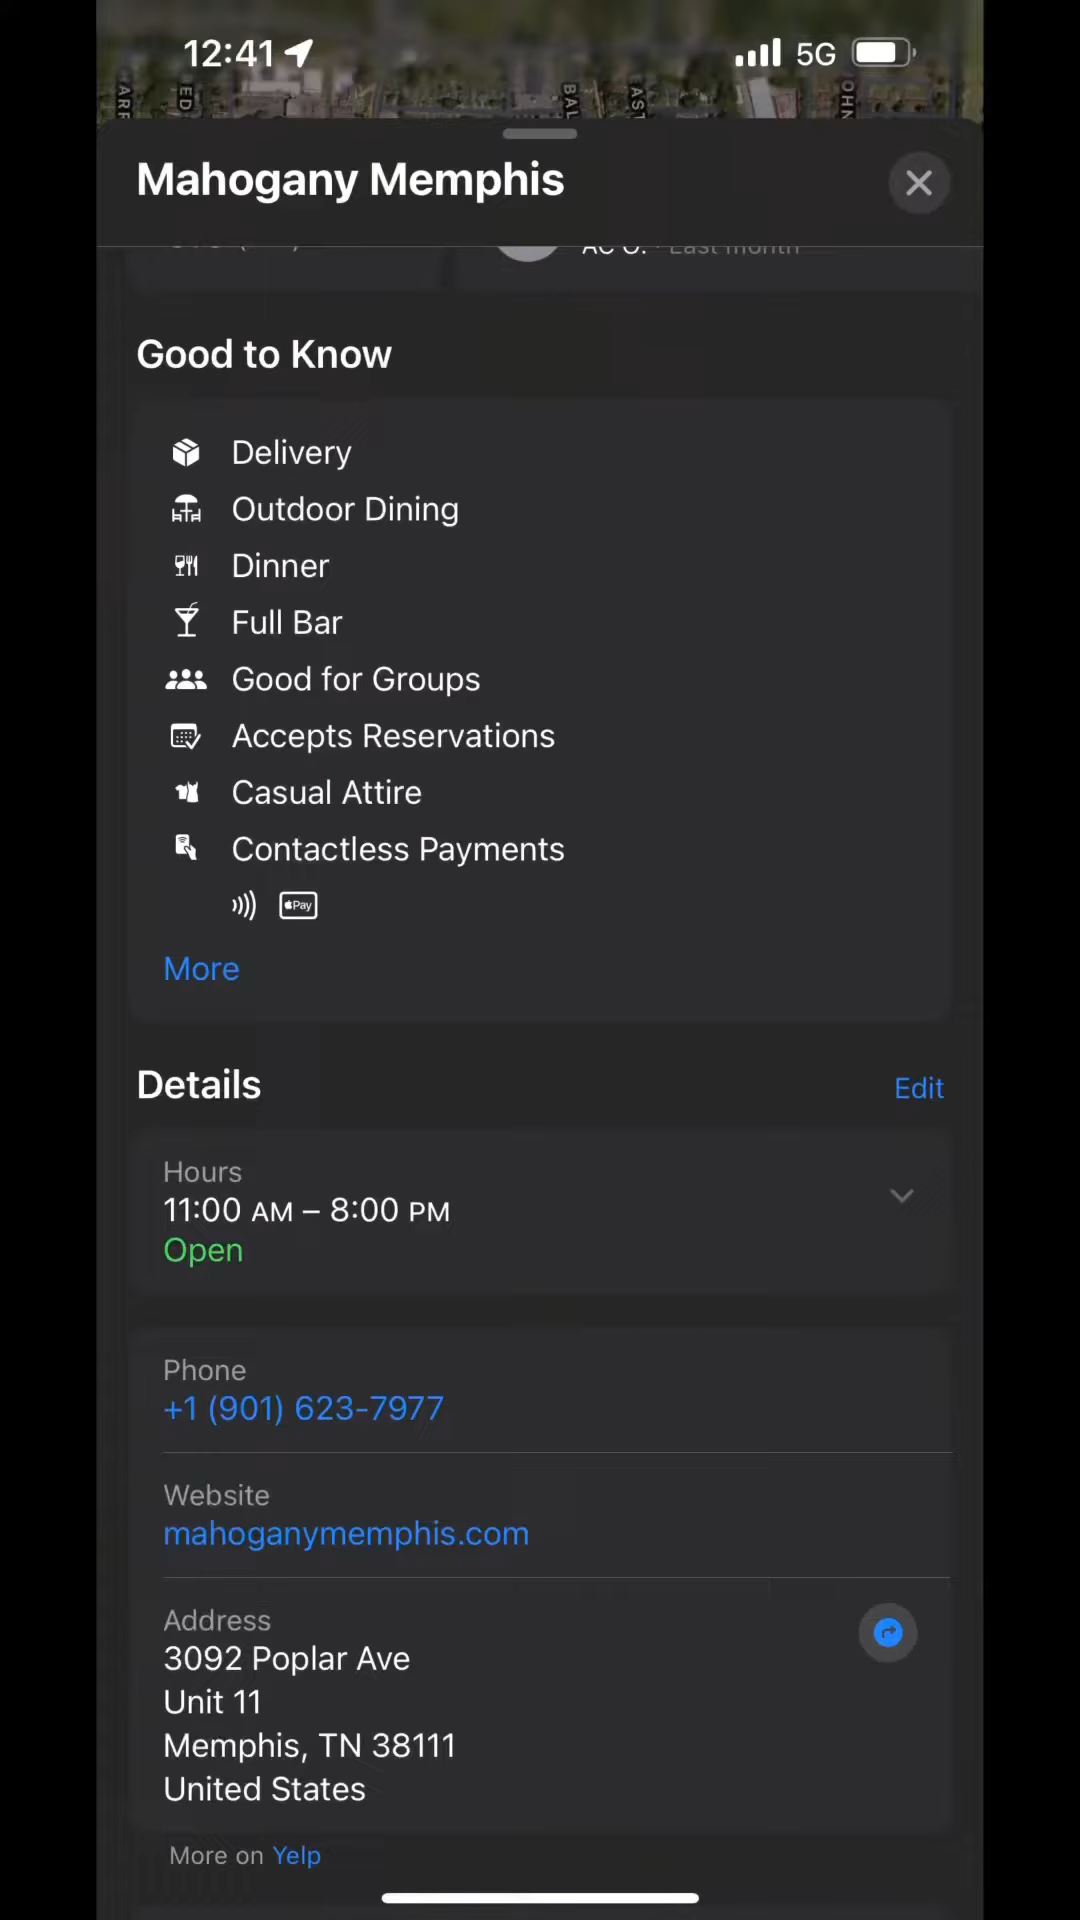 12:41
5G
Mahogany Memphis
Last month
Good to Know
Delivery
Outdoor Dining
Dinner
Full Bar
Good for Groups
Accepts Reservations
Casual Attire
Contactless Payments
Pay
More
Details
Edit
Hours
11:00 AM – 8:00 PM
Open
Phone
+1 (901) 623-7977
Website
mahoganymemphis.com
Address
3092 Poplar Ave
Unit 11
Memphis, TN 38111
United States
More on Yelp